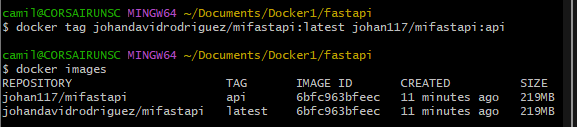 camil@CORSAIRUNSC MINGW64 ~/Documents/Docker1/fastapi
$ docker tag johandavidrodriguez/mifastapi:latest johan117/mifastapi:api
camil@CORSAIRUNSC MINGW64 ~/Documents/Docker1/fastapi
$ docker images
REPOSITORY TAG IMAGE ID CREATED SIZE
johan117/mifastapi api 6bfc963bfeec 11 minutes ago 219MB
johandavidrodriguez/mifastapi latest 6bfc963bfeec 11 minutes ago 219MB